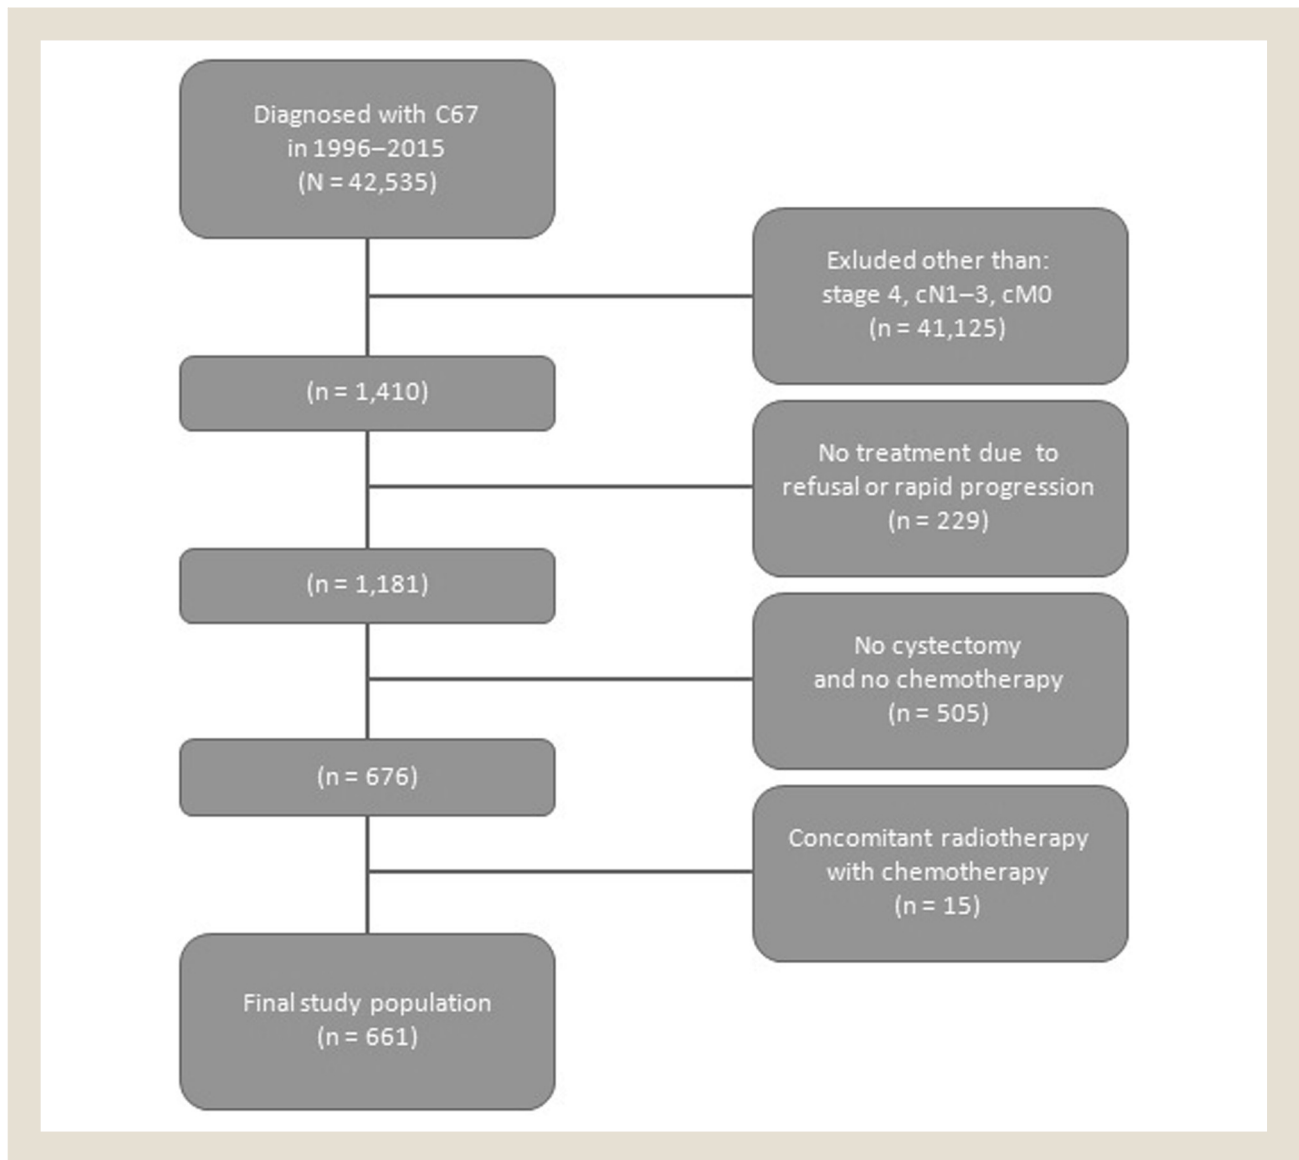 Diagnosed with C67
in 1996–2015
(N = 42,535)
Exluded other than:
stage 4, cN1–3, cM0
(n = 41,125)
(n = 1,410)
No treatment due to
refusal or rapid progression
(n = 229)
(n = 1,181)
No cystectomy
and no chemotherapy
(n = 505)
(n = 676)
Concomitant radiotherapy
with chemotherapy
(n = 15)
Final study population
(n = 661)